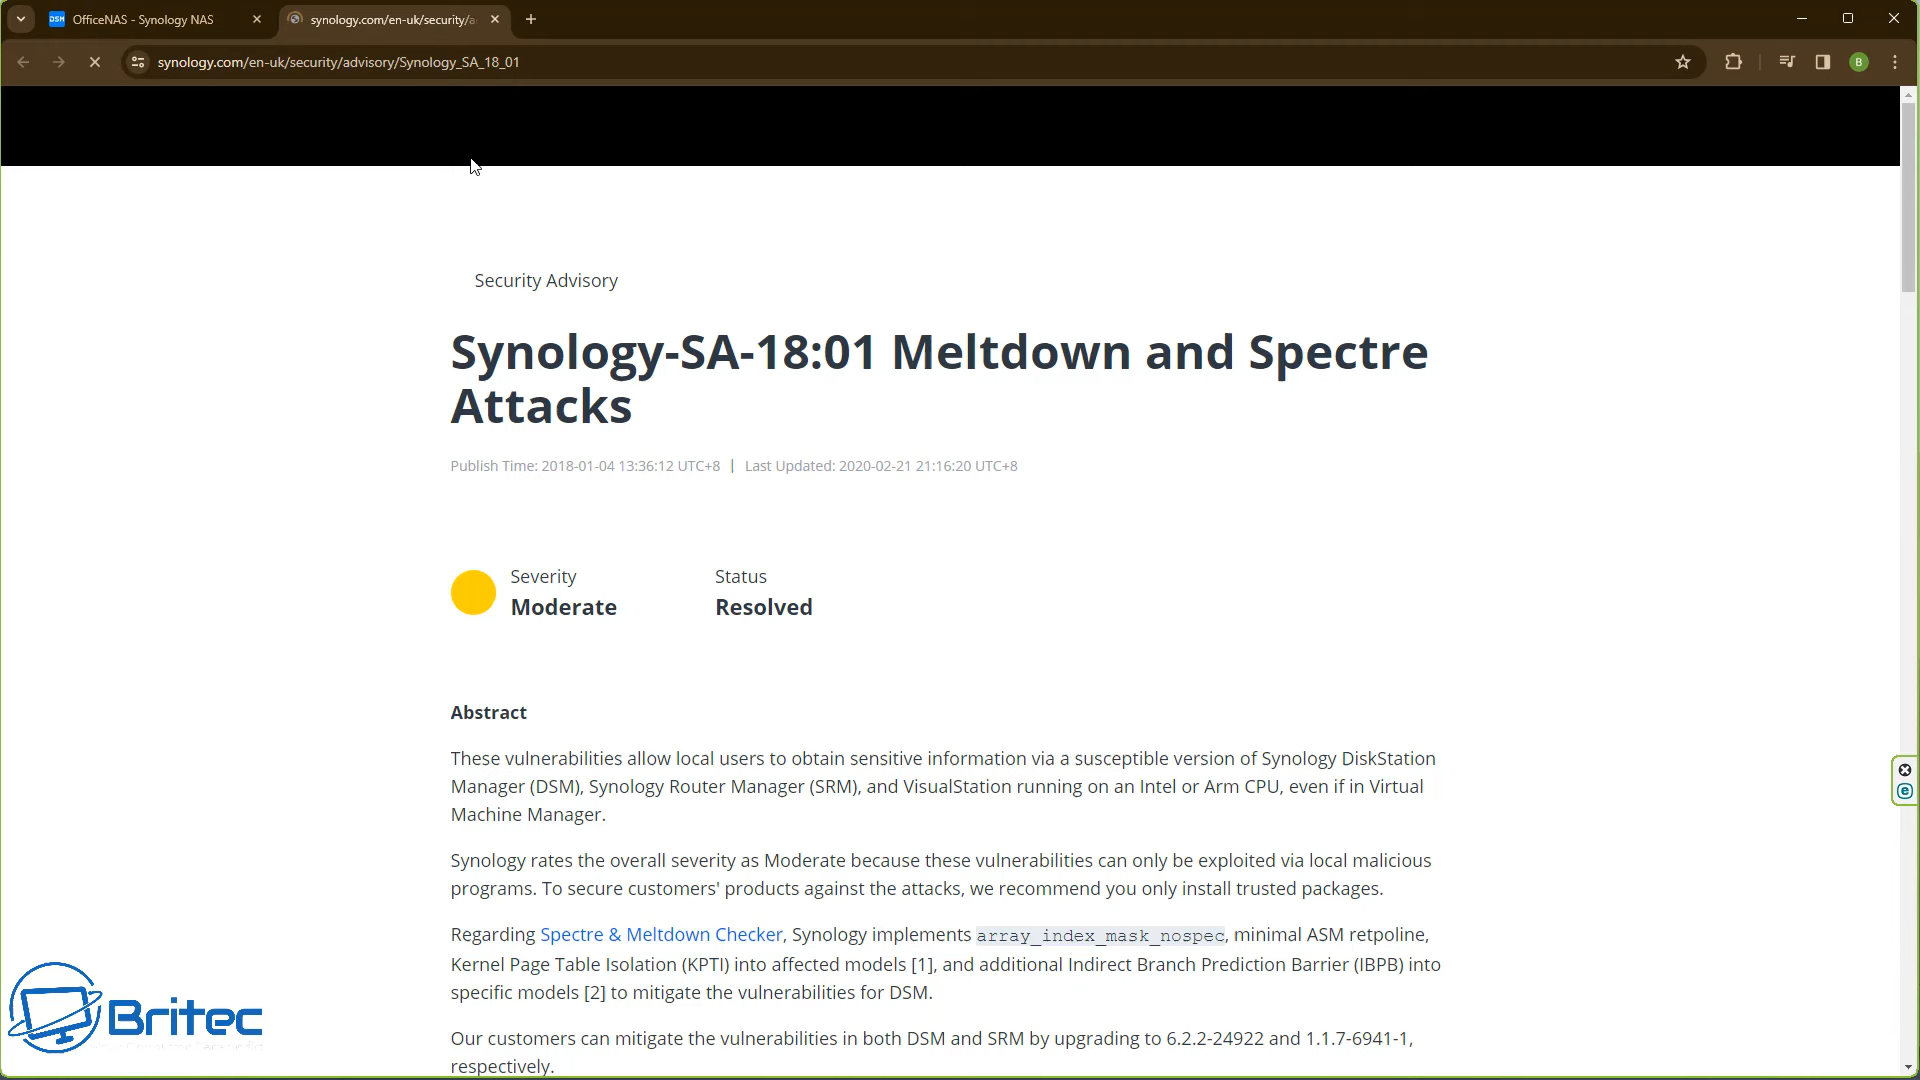 OfficeNAS - Synology NAS
synology.com/en-uk/security/a
synology.com/en-uk/security/advisory/Synology_SA_18_01
B
Security Advisory
Synology-SA-18:01 Meltdown and Spectre
Attacks
Publish Time: 2018-01-04 13:36:12 UTC+8 | Last Updated: 2020-02-21 21:16:20 UTC+8
Severity
Status
Moderate
Resolved
Abstract
These vulnerabilities allow local users to obtain sensitive information via a susceptible version of Synology DiskStation
Manager (DSM), Synology Router Manager (SRM), and VisualStation running on an Intel or Arm CPU, even if in Virtual
Machine Manager.
Synology rates the overall severity as Moderate because these vulnerabilities can only be exploited via local malicious
programs. To secure customers' products against the attacks, we recommend you only install trusted packages.
Regarding Spectre & Meltdown Checker, Synology implements array_index_mask_nospec, minimal ASM retpoline,
Kernel Page Table Isolation (KPTI) into affected models [1], and additional Indirect Branch Prediction Barrier (IBPB) into
specific models [2] to mitigate the vulnerabilities for DSM.
Our customers can mitigate the vulnerabilities in both DSM and SRM by upgrading to 6.2.2-24922 and 1.1.7-6941-1,
respectively.
Britec